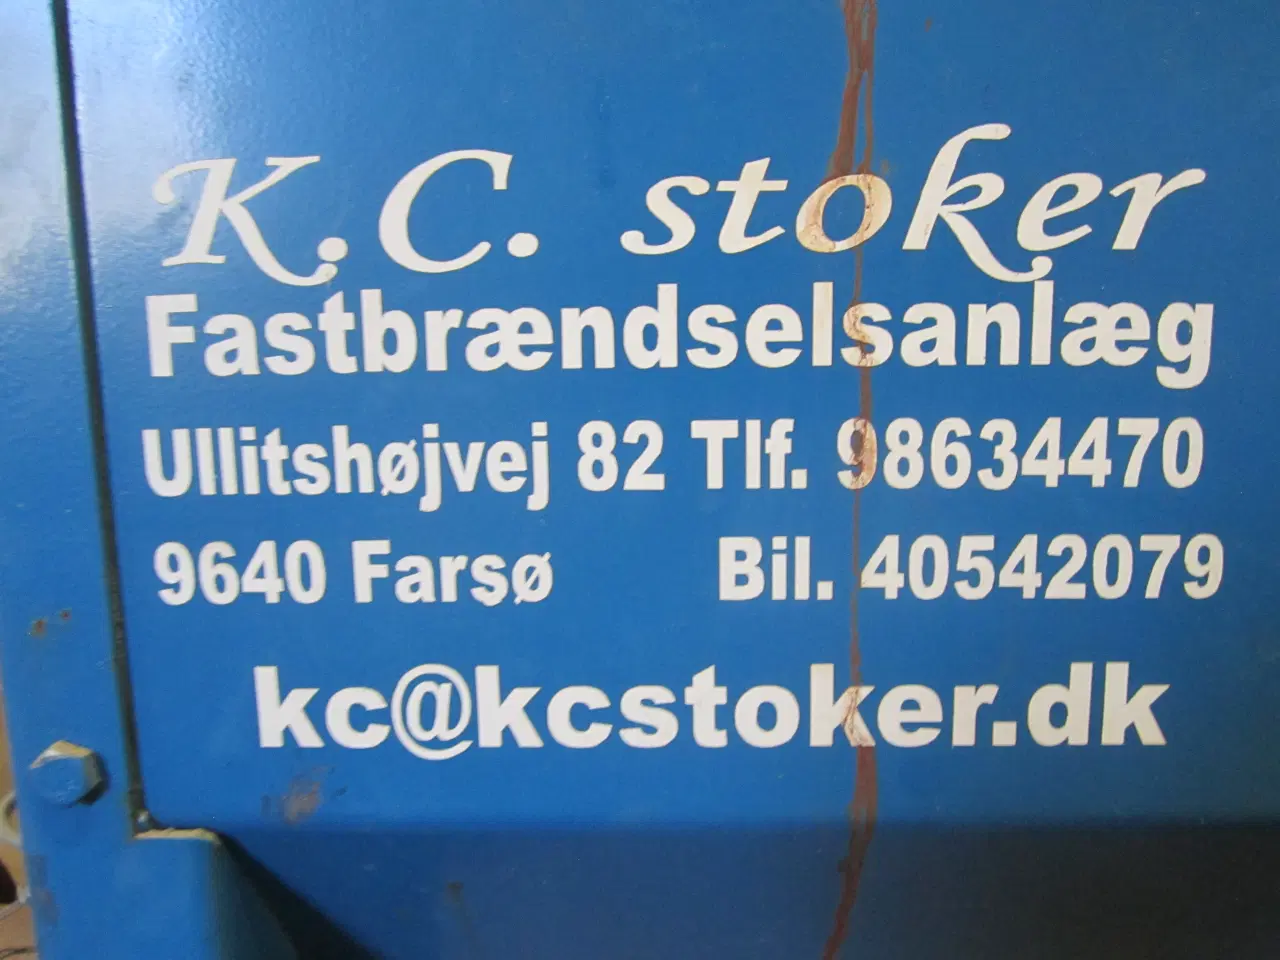 K.C. stoker
Fastbrændselsanlæg
Ullitshøjvej 82 Tlf. 98634470
9640 Farsø Bil. 40542079
kc@kcstoker.dk